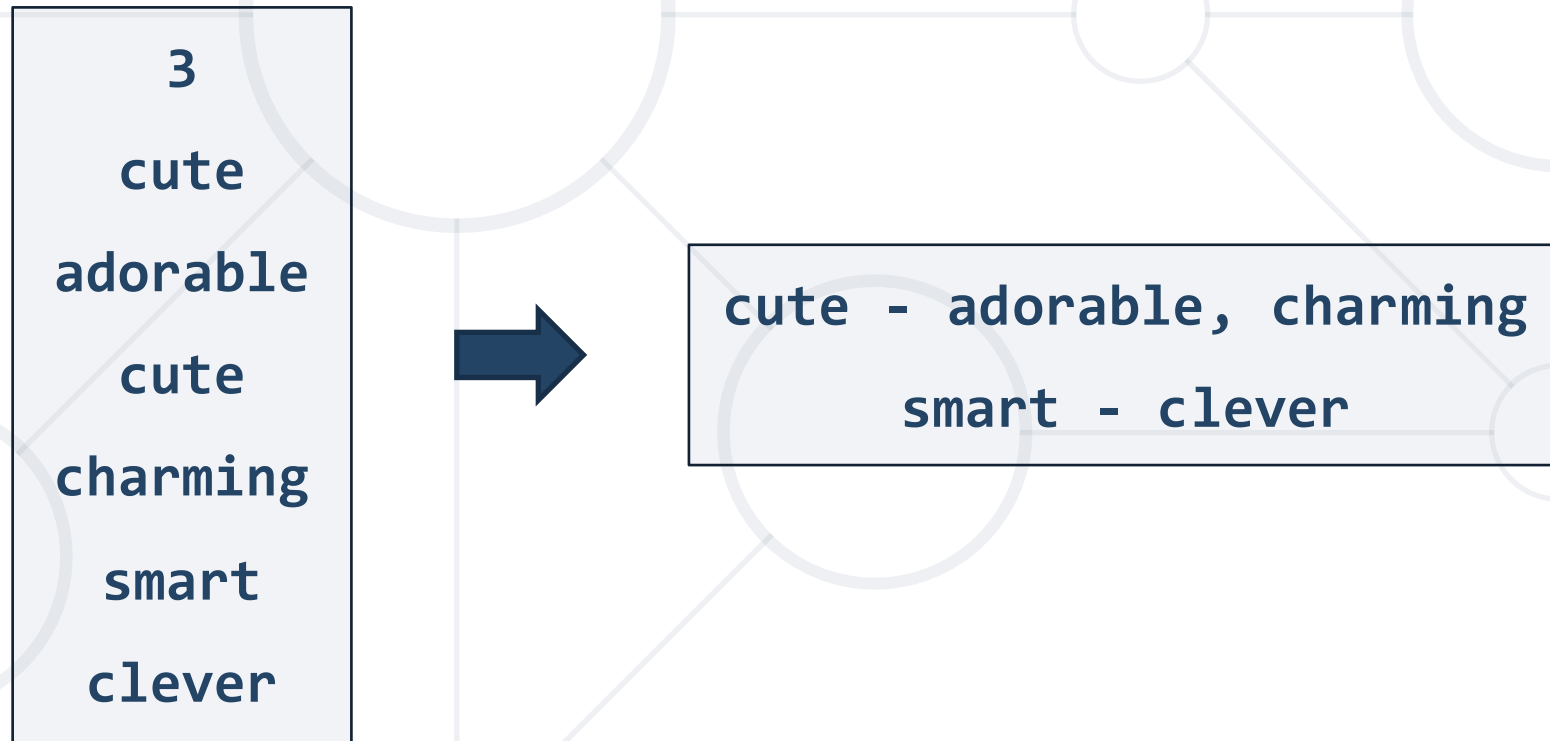 3
cute
adorable
cute
charming
smart
clever
cute - adorable, charming
smart - clever